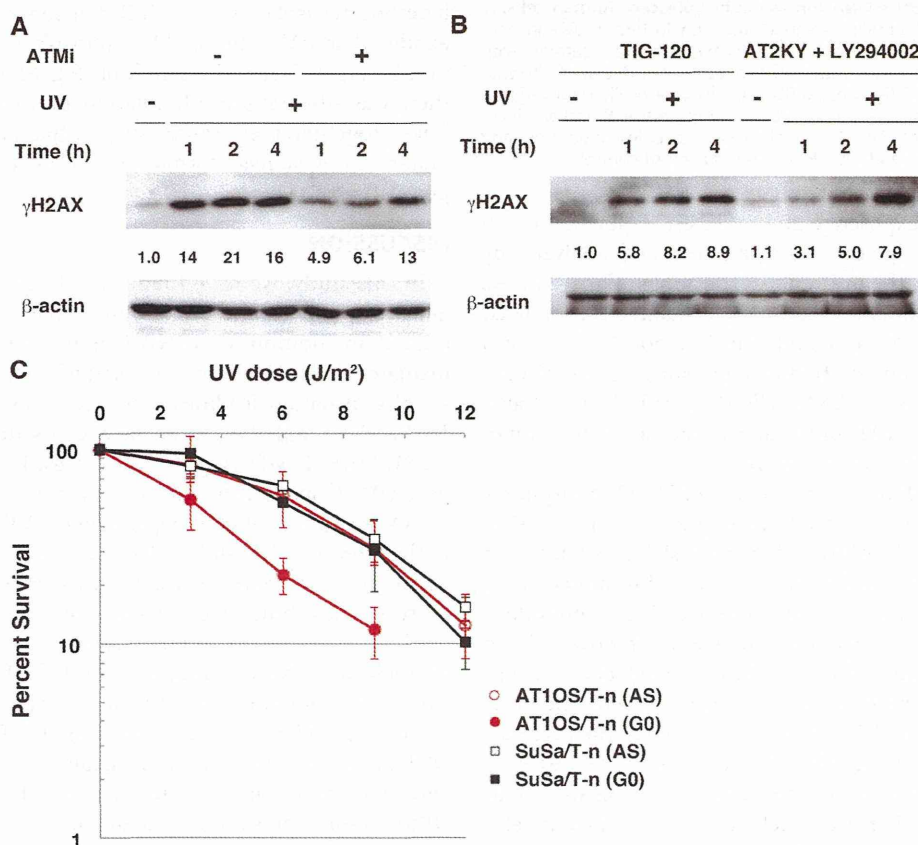 A
ATMi - +
UV - +
Time (h) 1 2 4 1 2 4
γH2AX
1.0 14 21 16 4.9 6.1 13
β-actin
B
TIG-120 AT2KY + LY294002
UV - + - +
Time (h) 1 2 4 1 2 4
γH2AX
1.0 5.8 8.2 8.9 1.1 3.1 5.0 7.9
β-actin
C
UV dose (J/m²)
0 2 4 6 8 10 12
100
10
1
Percent Survival
AT1OS/T-n (AS)
AT1OS/T-n (G0)
SuSa/T-n (AS)
SuSa/T-n (G0)